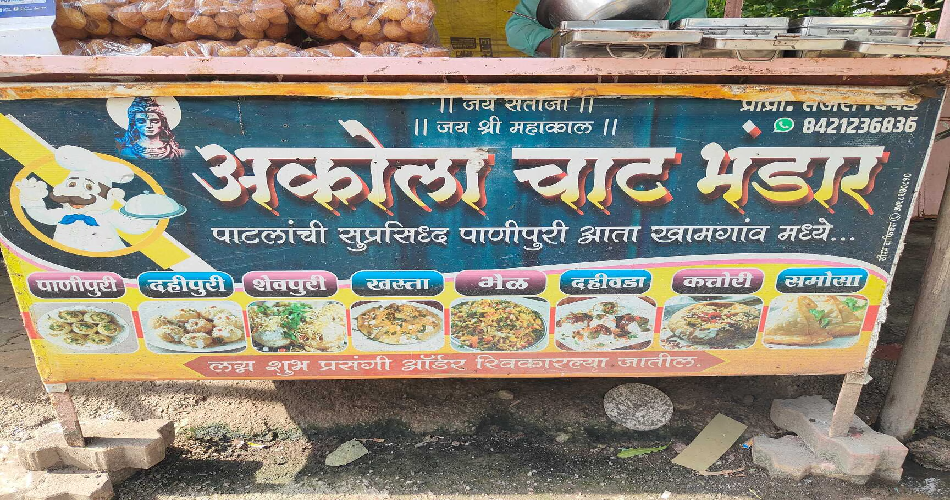 || जय सेताजी ||
|| जय श्री महाकाल ||
8421236836
अकोला चाट भंडार
पाटलांची सुप्रसिध्द पाणीपुरी आता खामगांव मध्ये...
पाणीपुरी दहीपुरी शेवपुरी खस्ता भेळ दहीवडा कचोरी समोसा
लग्न शुभ प्रसंगी ऑर्डर स्विकारल्या जातील.